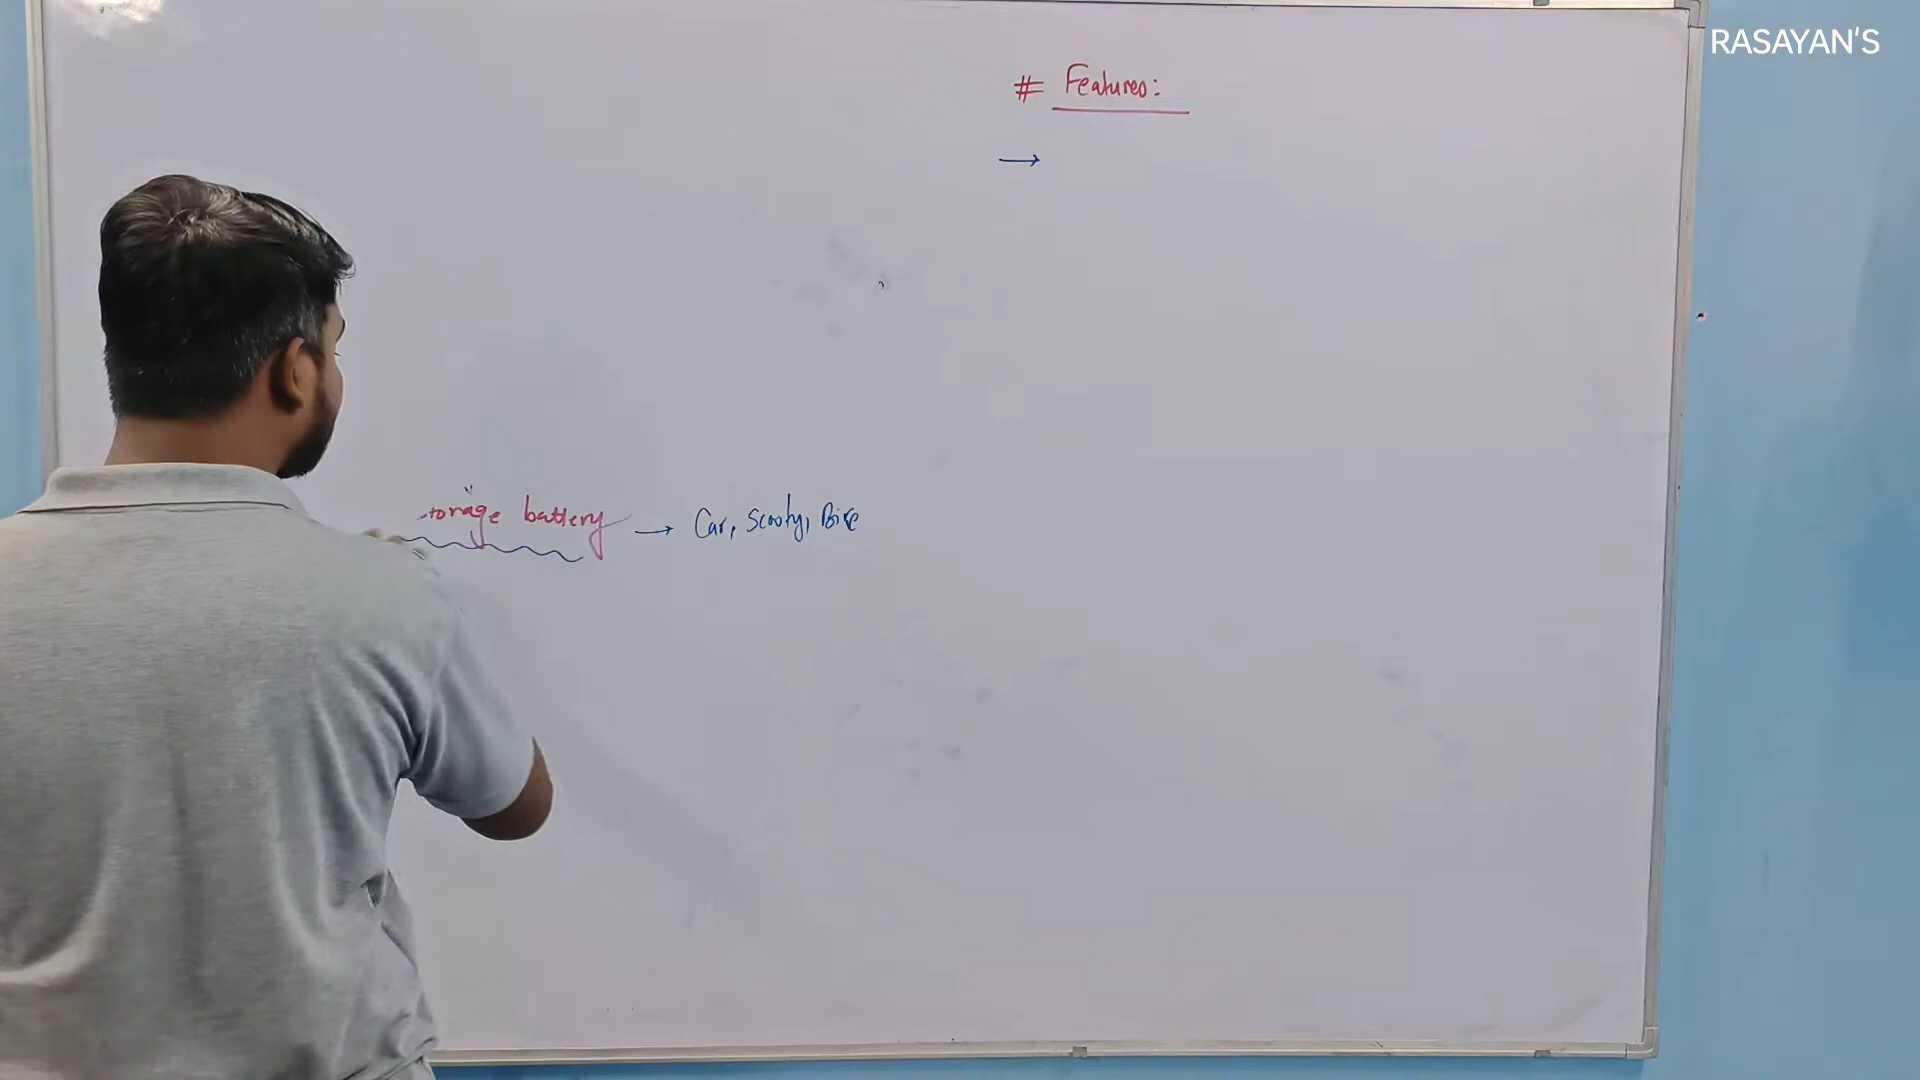 RASAYAN'S
# Features:
→
torage battery → Car, Scooty, Bike